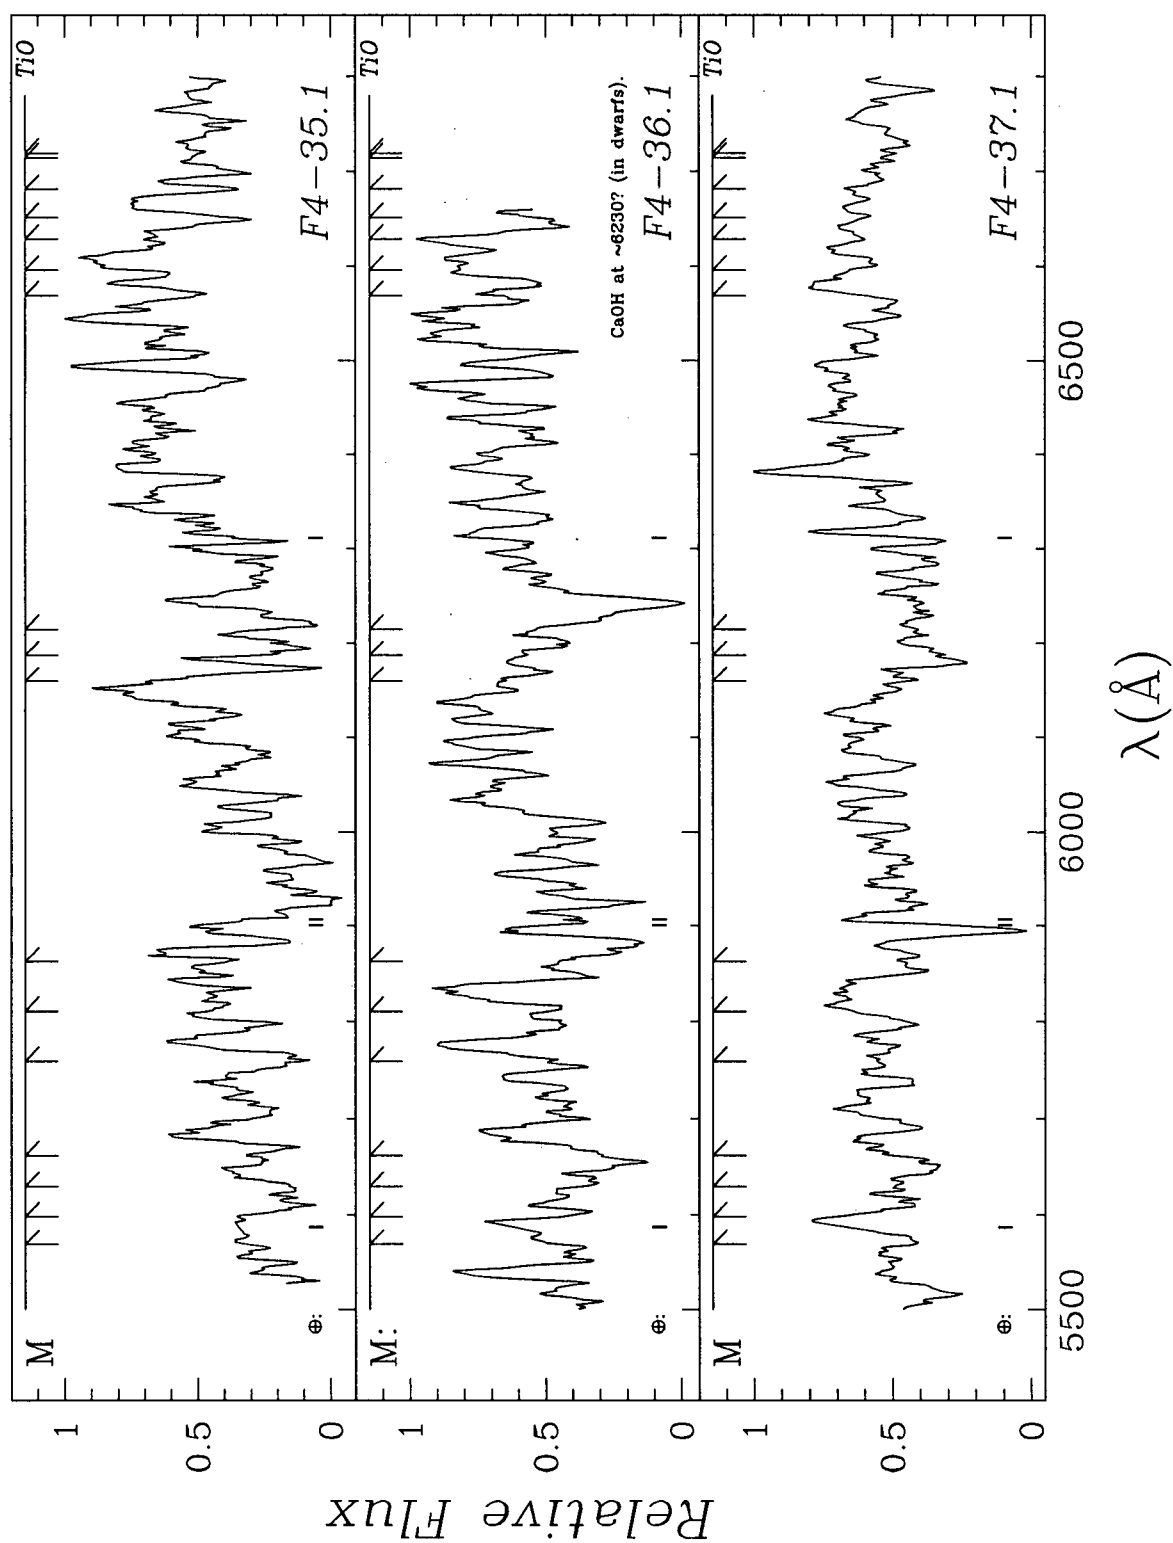 Relative Flux
M
TiO
1
0.5
0
⊕:
F4-35.1
M:
TiO
1
0.5
0
CaOH at ~6230? (in dwarfs).
⊕:
F4-36.1
M
TiO
1
0.5
0
⊕:
F4-37.1
5500 6000 6500
λ(Å)